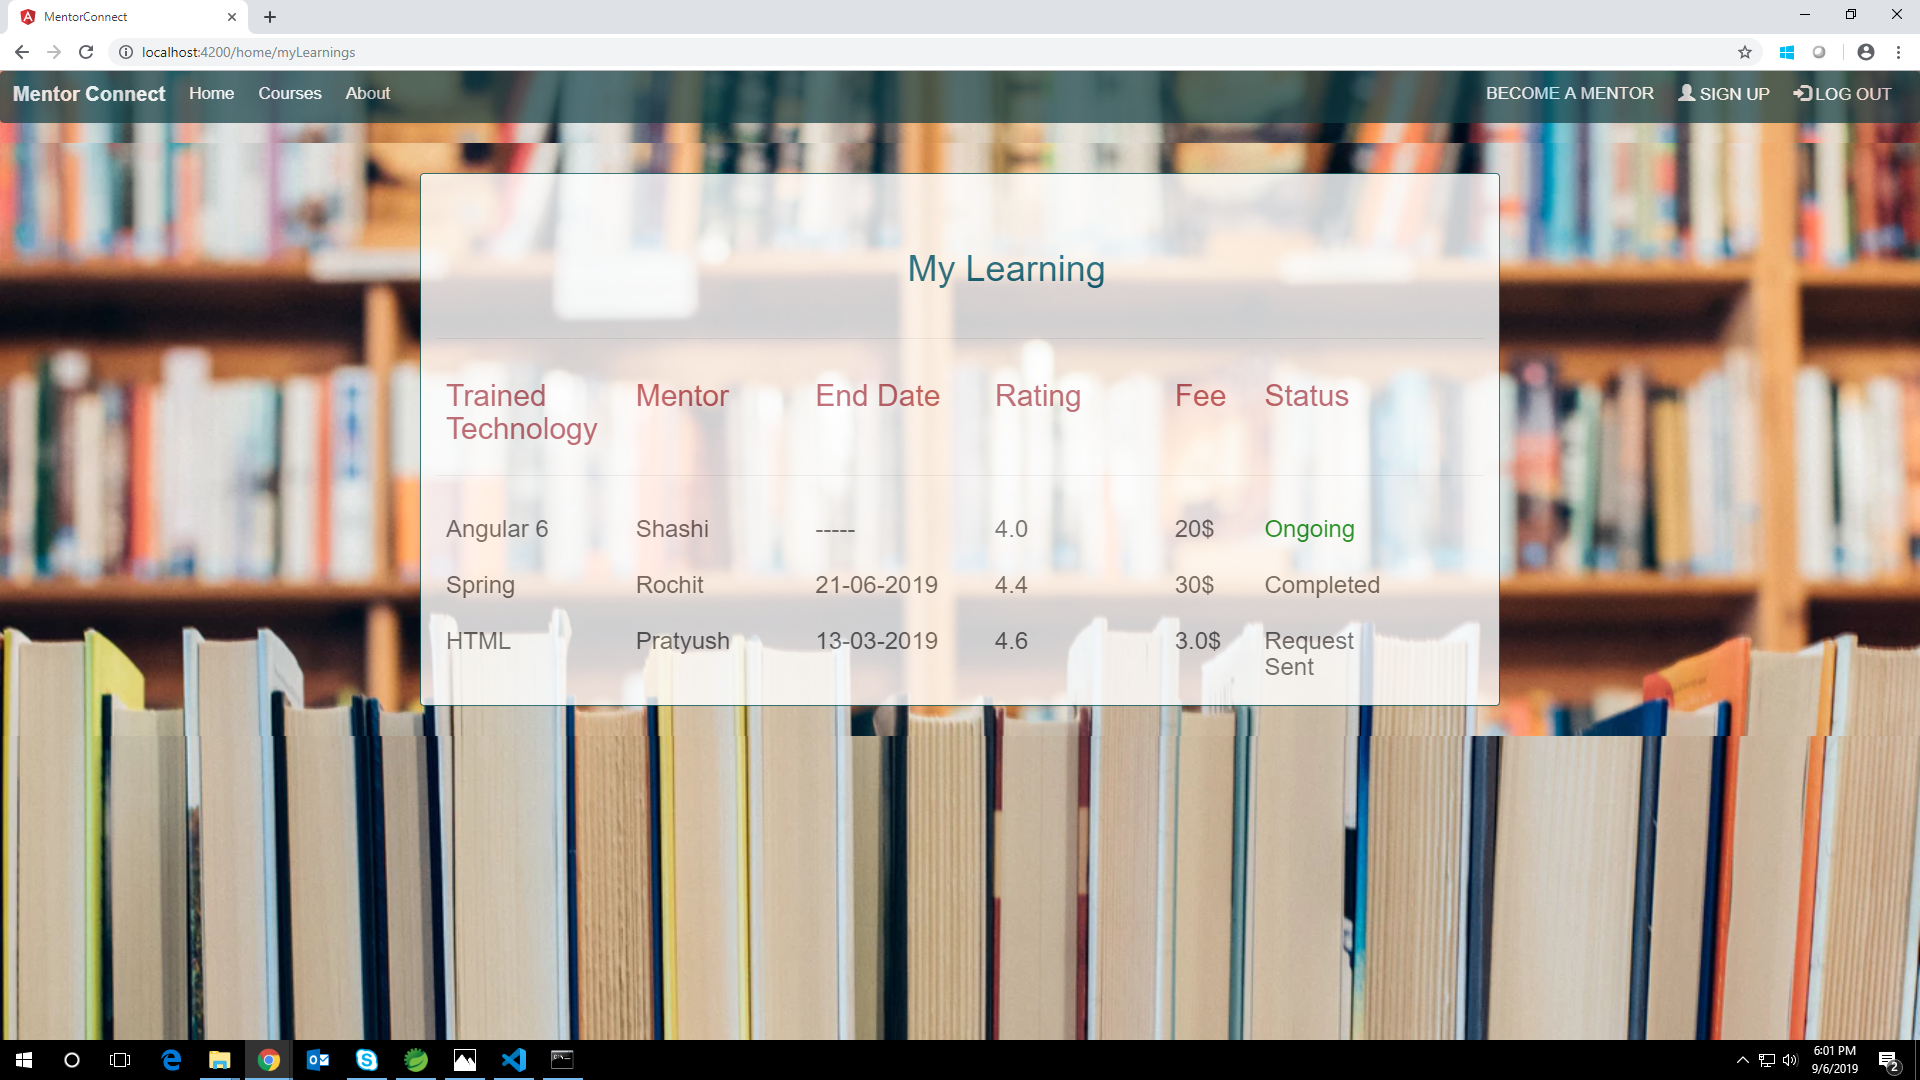 MentorConnect
localhost:4200/home/myLearnings
Mentor Connect Home Courses About BECOME A MENTOR SIGN UP LOG OUT
My Learning
Trained Technology Mentor End Date Rating Fee Status
Angular 6 Shashi ----- 4.0 20$ Ongoing
Spring Rochit 21-06-2019 4.4 30$ Completed
HTML Pratyush 13-03-2019 4.6 3.0$ Request Sent
6:01 PM
9/6/2019
2